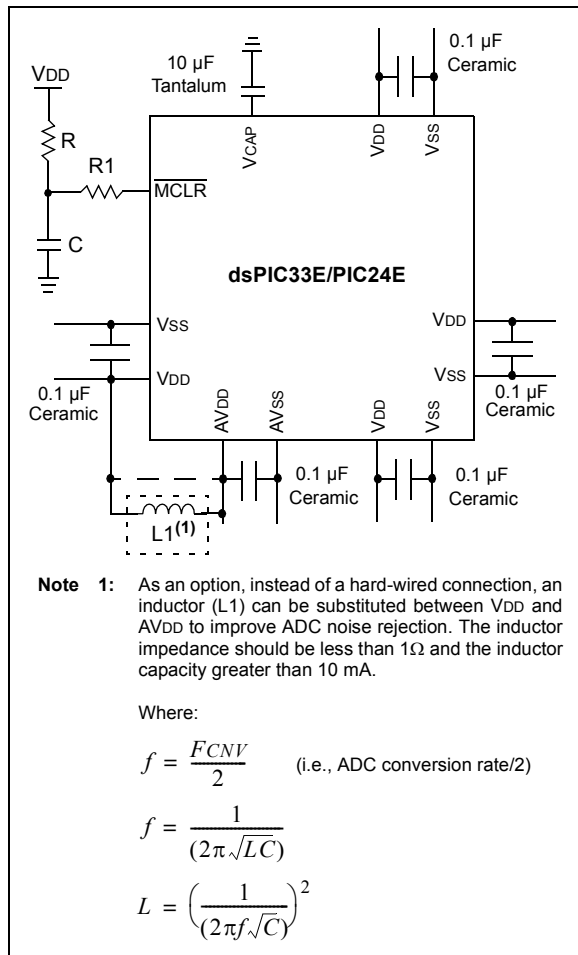 VDD
10 µF
Tantalum
0.1 µF
Ceramic
R
R1
C
VCAP
VDD
VSS
MCLR
dsPIC33E/PIC24E
VSS
VDD
VDD
VSS
0.1 µF
Ceramic
0.1 µF
Ceramic
AVDD
AVSS
VDD
VSS
0.1 µF
Ceramic
0.1 µF
Ceramic
L1(1)
Note 1: As an option, instead of a hard-wired connection, an
inductor (L1) can be substituted between VDD and
AVDD to improve ADC noise rejection. The inductor
impedance should be less than 1Ω and the inductor
capacity greater than 10 mA.
Where:
f = FCNV/2 (i.e., ADC conversion rate/2)
f = 1/(2π√LC)
L = (1/(2πf√C))²